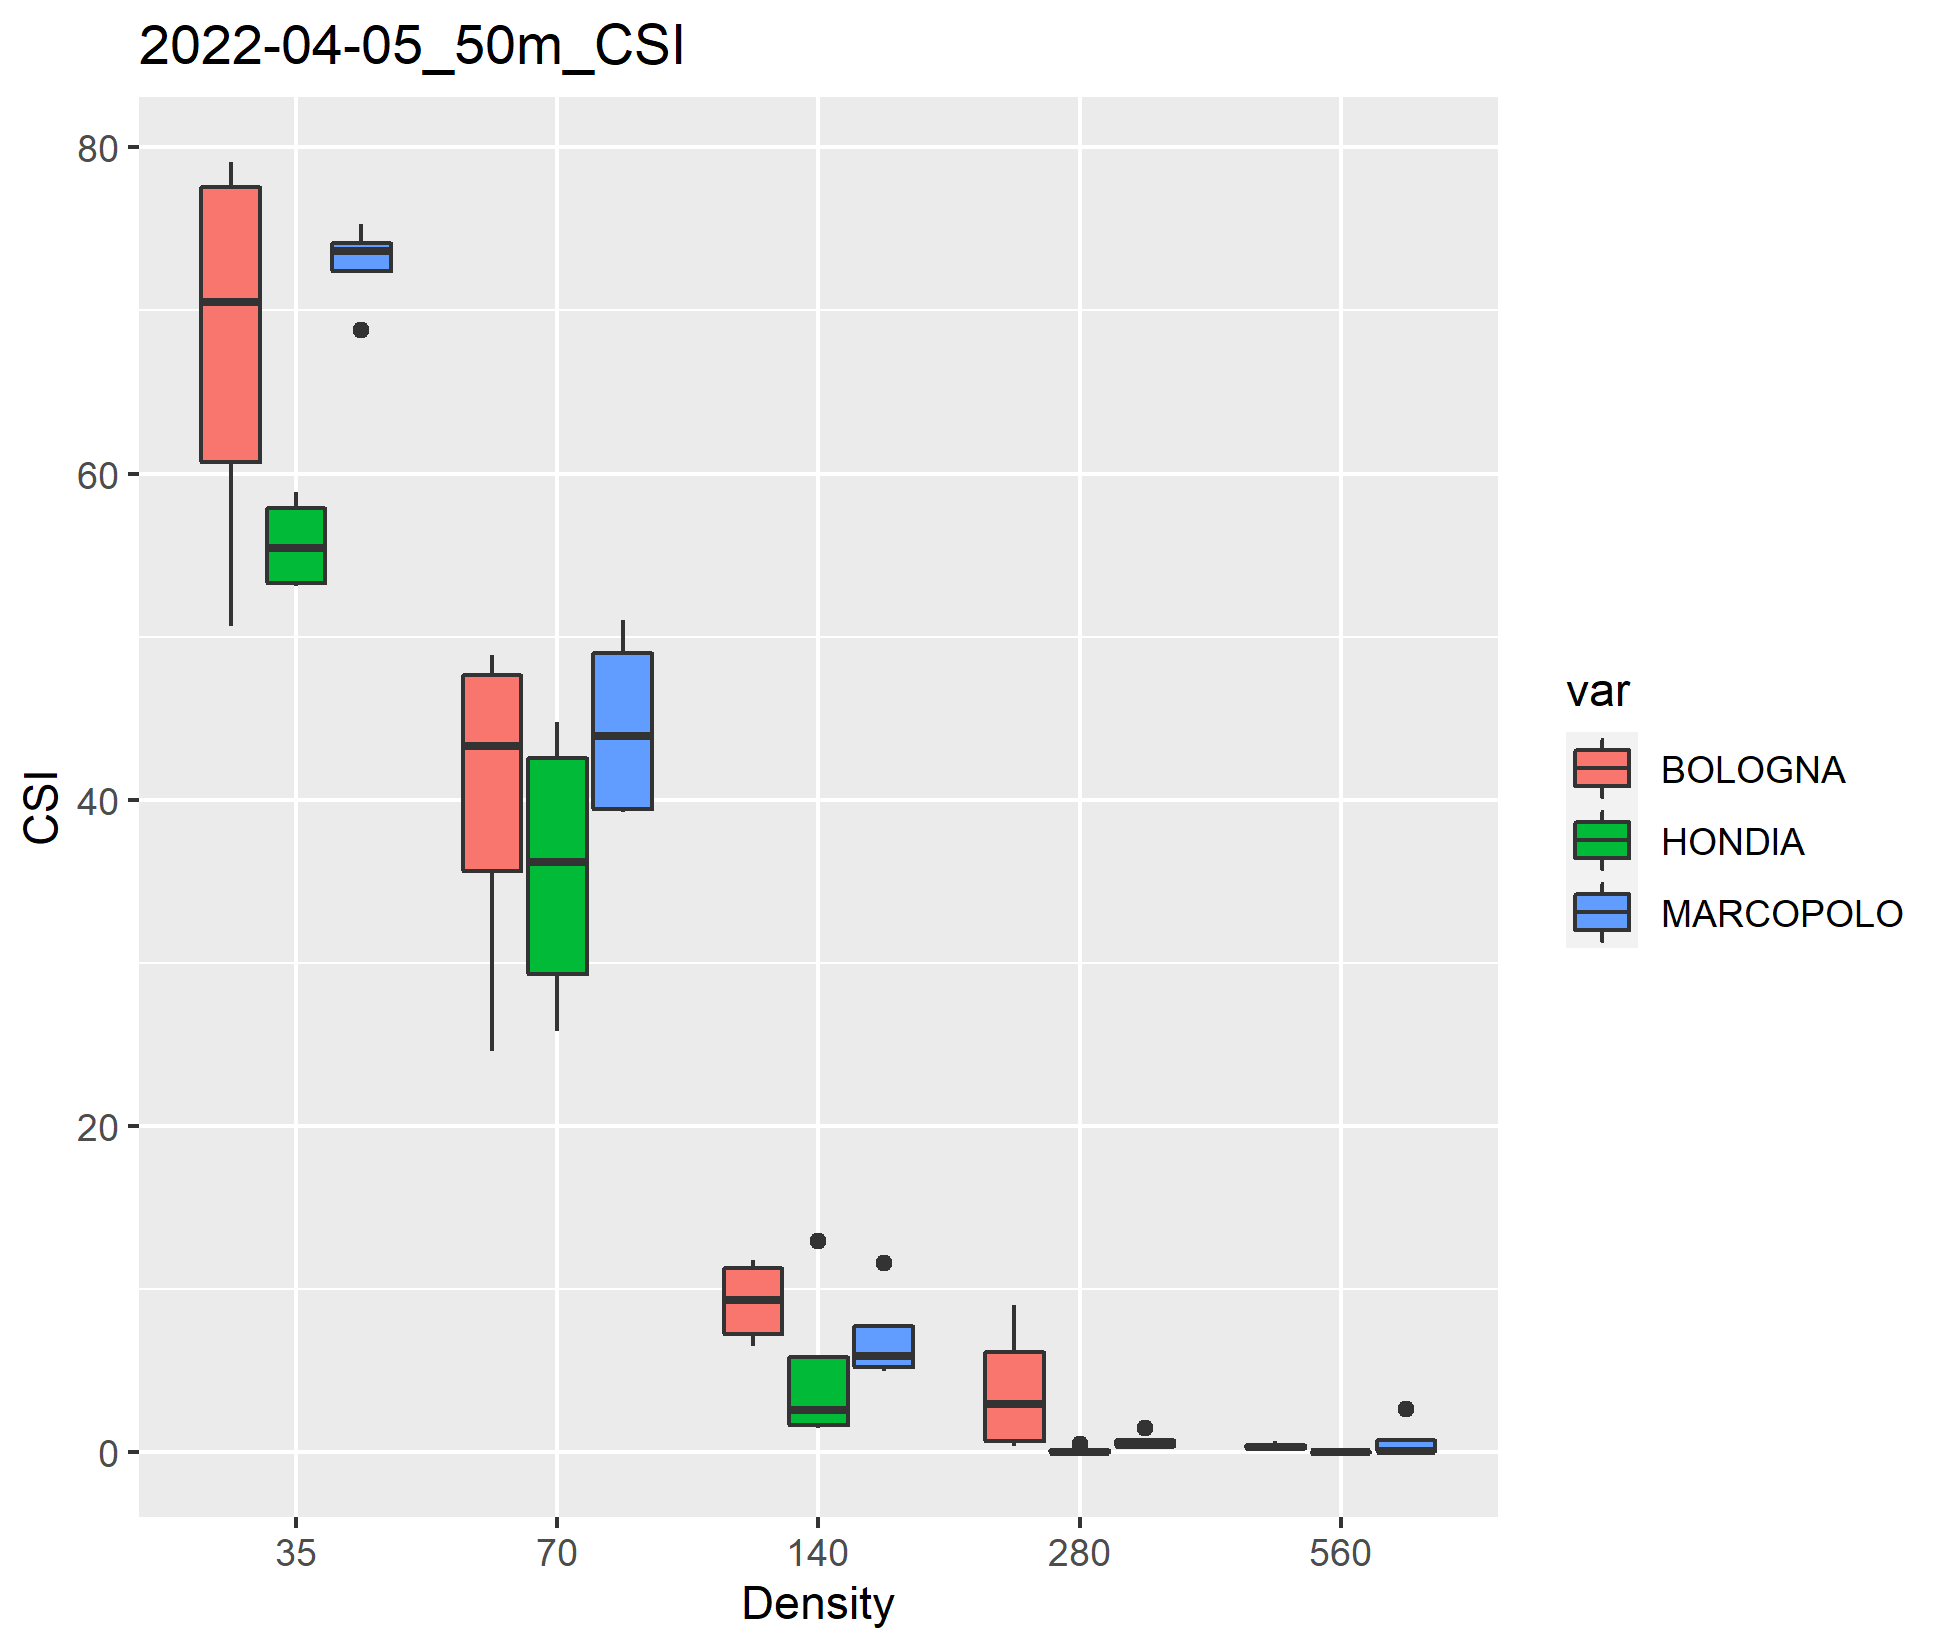 2022-04-05_50m_CSI
80
60
40
20
0
CSI
35 70 140 280 560
Density
var
BOLOGNA
HONDIA
MARCOPOLO